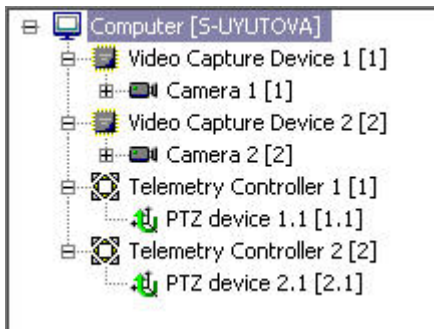 Computer [S-UYUTOVA]
Video Capture Device 1 [1]
Camera 1 [1]
Video Capture Device 2 [2]
Camera 2 [2]
Telemetry Controller 1 [1]
PTZ device 1.1 [1.1]
Telemetry Controller 2 [2]
PTZ device 2.1 [2.1]